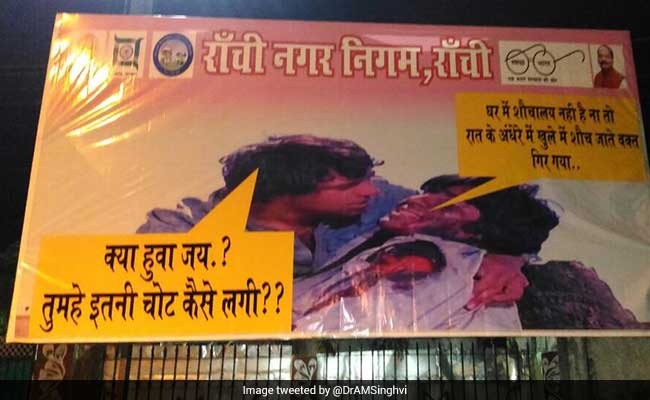 राँची नगर निगम, राँची
घर में शौचालय नही है ना तो
रात के अंधेरे में खुले में शौच जाते वक्त
गिर गया..
क्या हुवा जय.?
तुमहे इतनी चोट कैसे लगी??
Image tweeted by @DrAMSinghvi